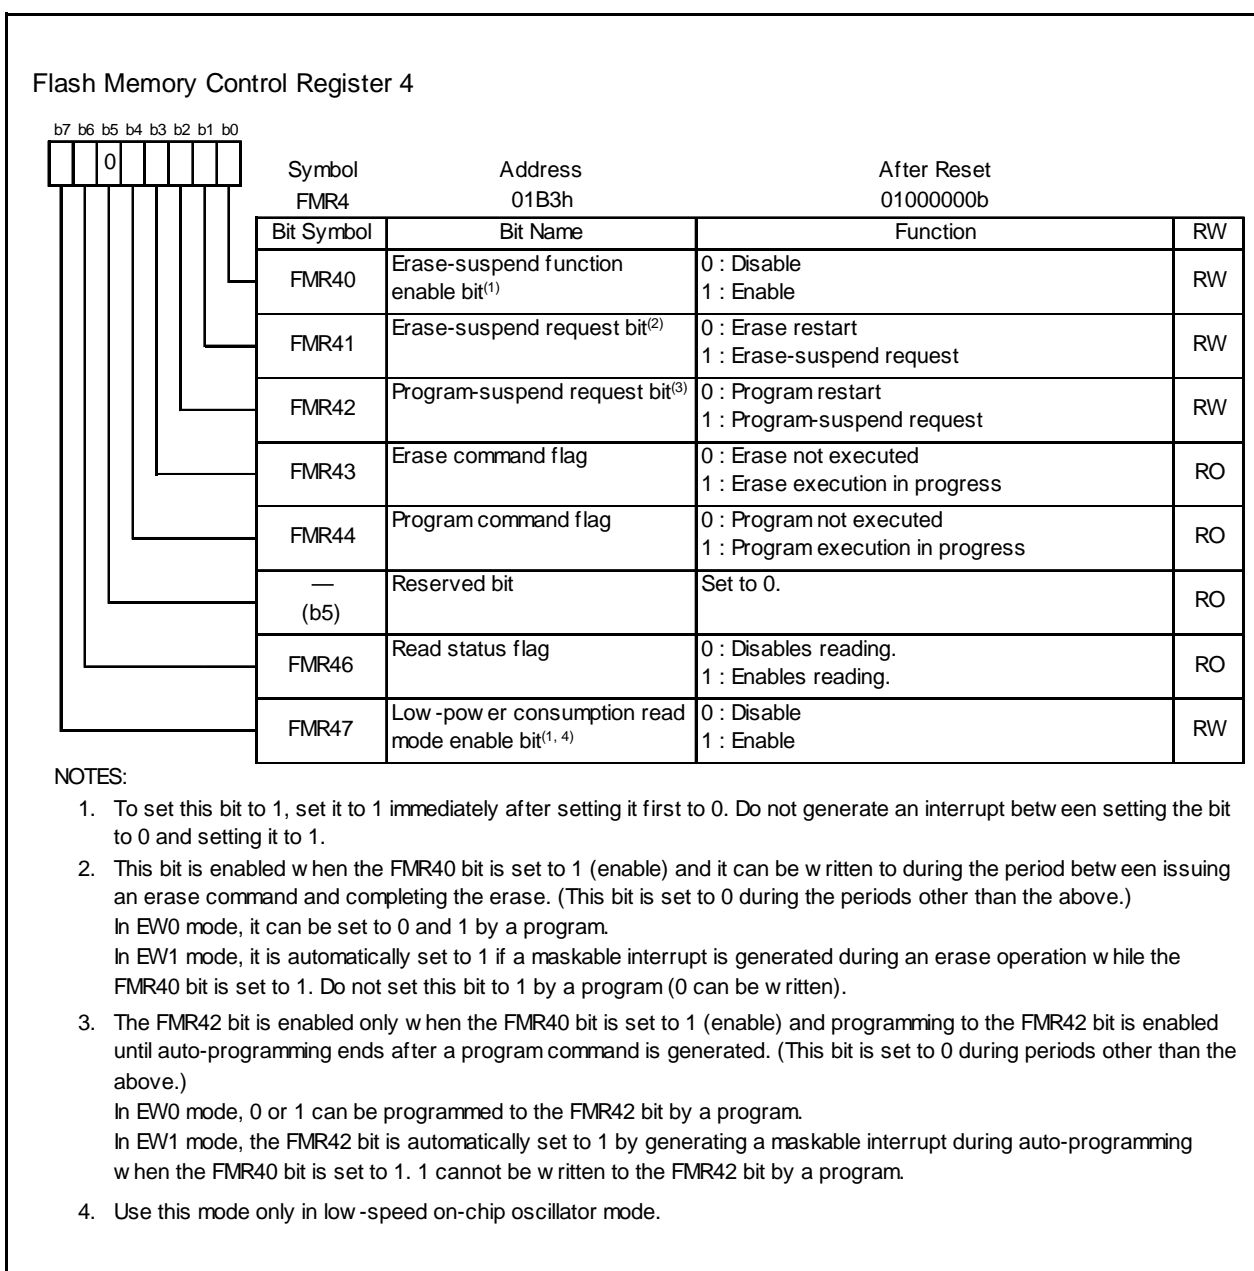 Flash Memory Control Register 4
b7 b6 b5 b4 b3 b2 b1 b0
0
Symbol Address After Reset
FMR4 01B3h 01000000b
Bit Symbol Bit Name Function RW
FMR40 Erase-suspend function enable bit(1) 0 : Disable 1 : Enable RW
FMR41 Erase-suspend request bit(2) 0 : Erase restart 1 : Erase-suspend request RW
FMR42 Program-suspend request bit(3) 0 : Program restart 1 : Program-suspend request RW
FMR43 Erase command flag 0 : Erase not executed 1 : Erase execution in progress RO
FMR44 Program command flag 0 : Program not executed 1 : Program execution in progress RO
— (b5) Reserved bit Set to 0. RO
FMR46 Read status flag 0 : Disables reading. 1 : Enables reading. RO
FMR47 Low-power consumption read mode enable bit(1, 4) 0 : Disable 1 : Enable RW
NOTES:
1. To set this bit to 1, set it to 1 immediately after setting it first to 0. Do not generate an interrupt between setting the bit
to 0 and setting it to 1.
2. This bit is enabled when the FMR40 bit is set to 1 (enable) and it can be written to during the period between issuing
an erase command and completing the erase. (This bit is set to 0 during the periods other than the above.)
In EW0 mode, it can be set to 0 and 1 by a program.
In EW1 mode, it is automatically set to 1 if a maskable interrupt is generated during an erase operation while the
FMR40 bit is set to 1. Do not set this bit to 1 by a program (0 can be written).
3. The FMR42 bit is enabled only when the FMR40 bit is set to 1 (enable) and programming to the FMR42 bit is enabled
until auto-programming ends after a program command is generated. (This bit is set to 0 during periods other than the
above.)
In EW0 mode, 0 or 1 can be programmed to the FMR42 bit by a program.
In EW1 mode, the FMR42 bit is automatically set to 1 by generating a maskable interrupt during auto-programming
when the FMR40 bit is set to 1. 1 cannot be written to the FMR42 bit by a program.
4. Use this mode only in low-speed on-chip oscillator mode.